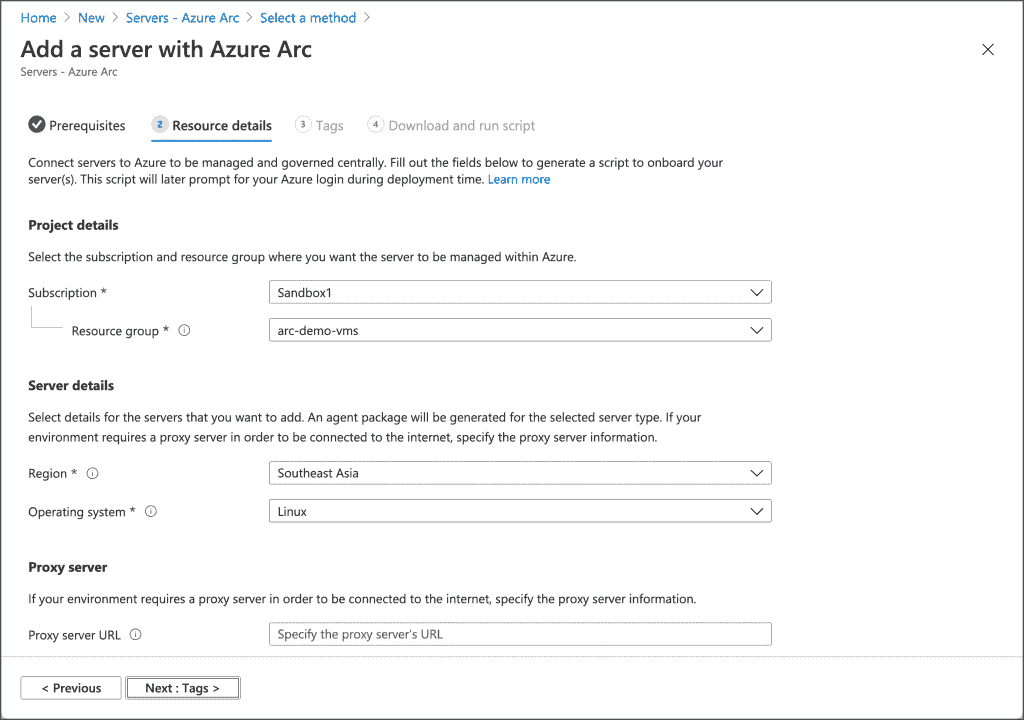 Home > New > Servers - Azure Arc > Select a method >
Add a server with Azure Arc
Servers - Azure Arc
Prerequisites 2 Resource details 3 Tags 4 Download and run script
Connect servers to Azure to be managed and governed centrally. Fill out the fields below to generate a script to onboard your
server(s). This script will later prompt for your Azure login during deployment time. Learn more
Project details
Select the subscription and resource group where you want the server to be managed within Azure.
Subscription * Sandbox1
Resource group * arc-demo-vms
Server details
Select details for the servers that you want to add. An agent package will be generated for the selected server type. If your
environment requires a proxy server in order to be connected to the internet, specify the proxy server information.
Region * Southeast Asia
Operating system * Linux
Proxy server
If your environment requires a proxy server in order to be connected to the internet, specify the proxy server information.
Proxy server URL Specify the proxy server's URL
< Previous Next : Tags >